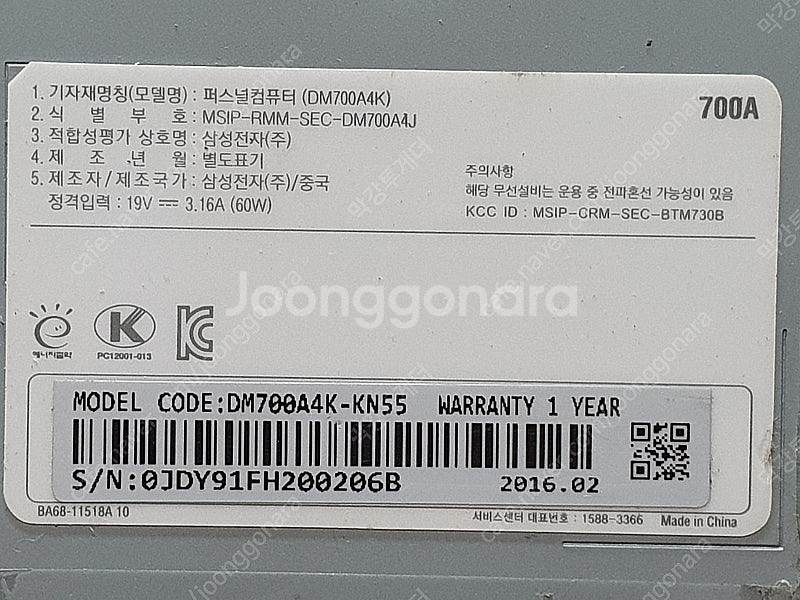 1. 기자재명칭(모델명) : 퍼스널컴퓨터 (DM700A4K)
2. 식 별 부 호 : MSIP-RMM-SEC-DM700A4J
3. 적합성평가 상호명 : 삼성전자(주)
4. 제 조 년 월 : 별도표기
5. 제조자/제조국가 : 삼성전자(주)/중국
정격입력 : 19V ⎓ 3.16A (60W)
700A
주의사항
해당 무선설비는 운용 중 전파혼선 가능성이 있음
KCC ID : MSIP-CRM-SEC-BTM730B
Joonggonara
에너지절약
PC12001-013
MODEL CODE:DM700A4K-KN55 WARRANTY 1 YEAR
S/N:0JDY91FH200206B 2016.02
BA68-11518A 10
서비스센터 대표번호 : 1588-3366 Made in China